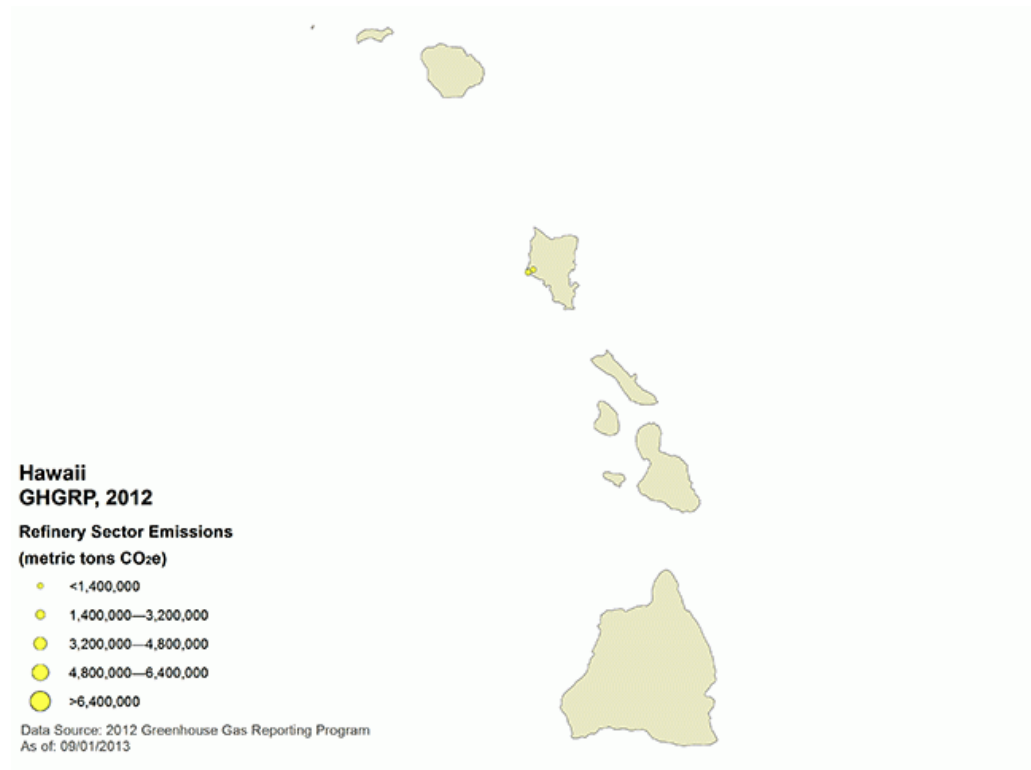 Hawaii
GHGRP, 2012
Refinery Sector Emissions
(metric tons CO₂e)
<1,400,000
1,400,000—3,200,000
3,200,000—4,800,000
4,800,000—6,400,000
>6,400,000
Data Source: 2012 Greenhouse Gas Reporting Program
As of: 09/01/2013